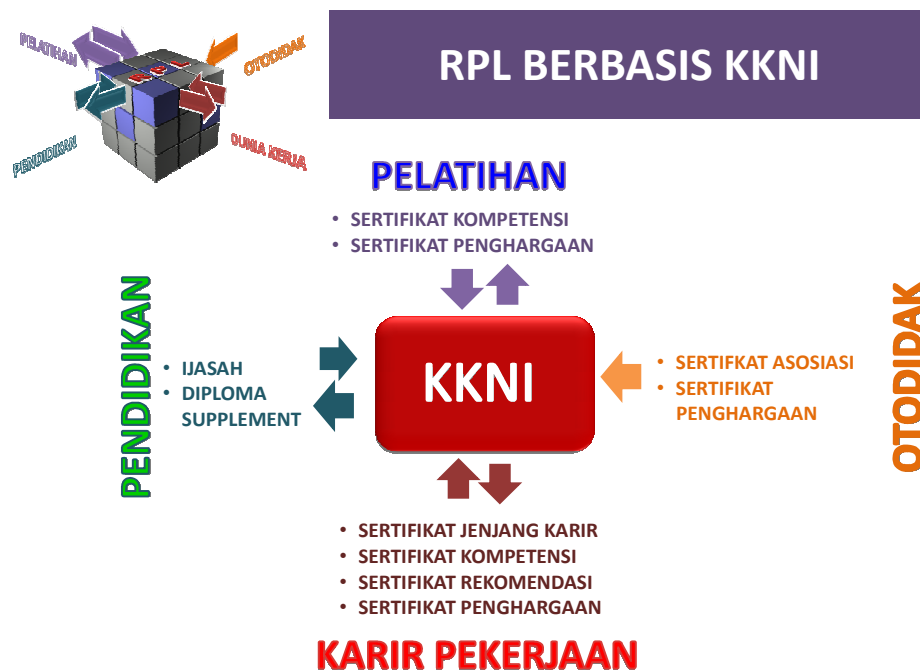 PELATIHAN
OTODIDAK
RPL
PENDIDIKAN
DUNIA KERJA
RPL BERBASIS KKNI
PELATIHAN
• SERTIFIKAT KOMPETENSI
• SERTIFIKAT PENGHARGAAN
PENDIDIKAN
• IJASAH
• DIPLOMA
SUPPLEMENT
KKNI
• SERTIFKAT ASOSIASI
• SERTIFIKAT
PENGHARGAAN
OTODIDAK
• SERTIFIKAT JENJANG KARIR
• SERTIFIKAT KOMPETENSI
• SERTIFIKAT REKOMENDASI
• SERTIFIKAT PENGHARGAAN
KARIR PEKERJAAN